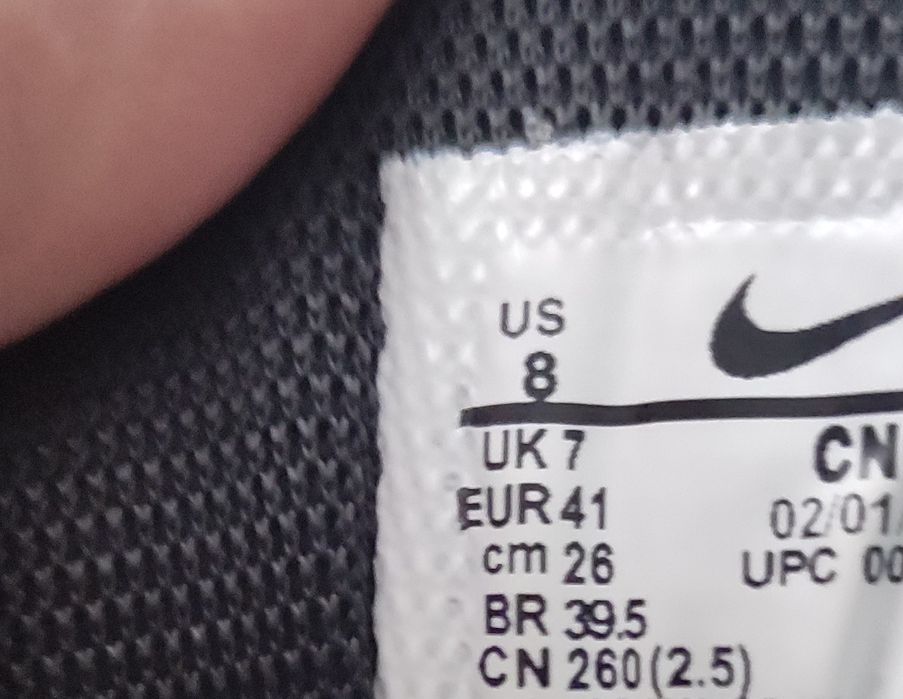 US
8
UK 7
CN
EUR 41
02/01/
cm 26
UPC 00
BR 39.5
CN 260(2.5)